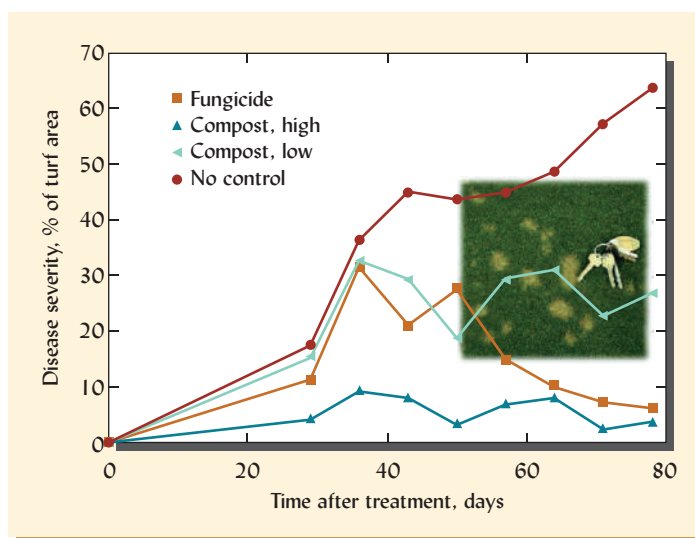 70
60
50
40
30
20
10
0
0
20
40
60
80
Fungicide
Compost, high
Compost, low
No control
Disease severity, % of turf area
Time after treatment, days